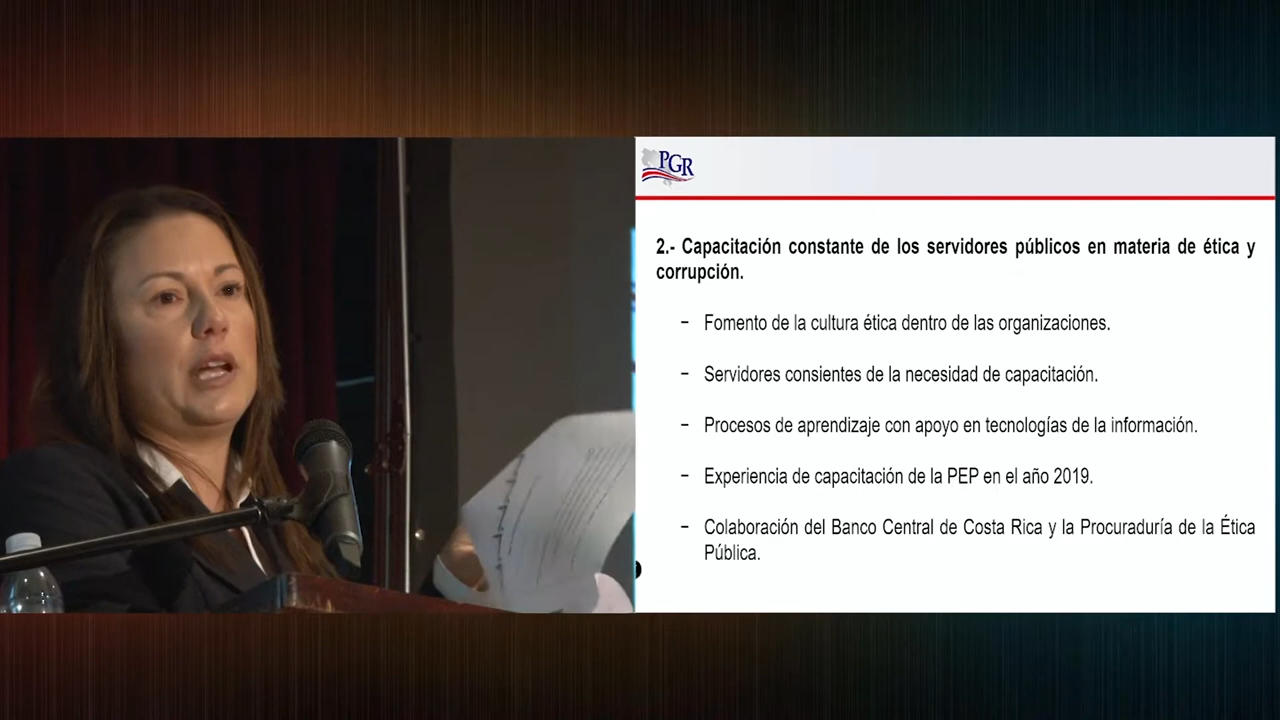 PGR
2.- Capacitación constante de los servidores públicos en materia de ética y
corrupción.
− Fomento de la cultura ética dentro de las organizaciones.
− Servidores consientes de la necesidad de capacitación.
− Procesos de aprendizaje con apoyo en tecnologías de la información.
− Experiencia de capacitación de la PEP en el año 2019.
− Colaboración del Banco Central de Costa Rica y la Procuraduría de la Ética
Pública.